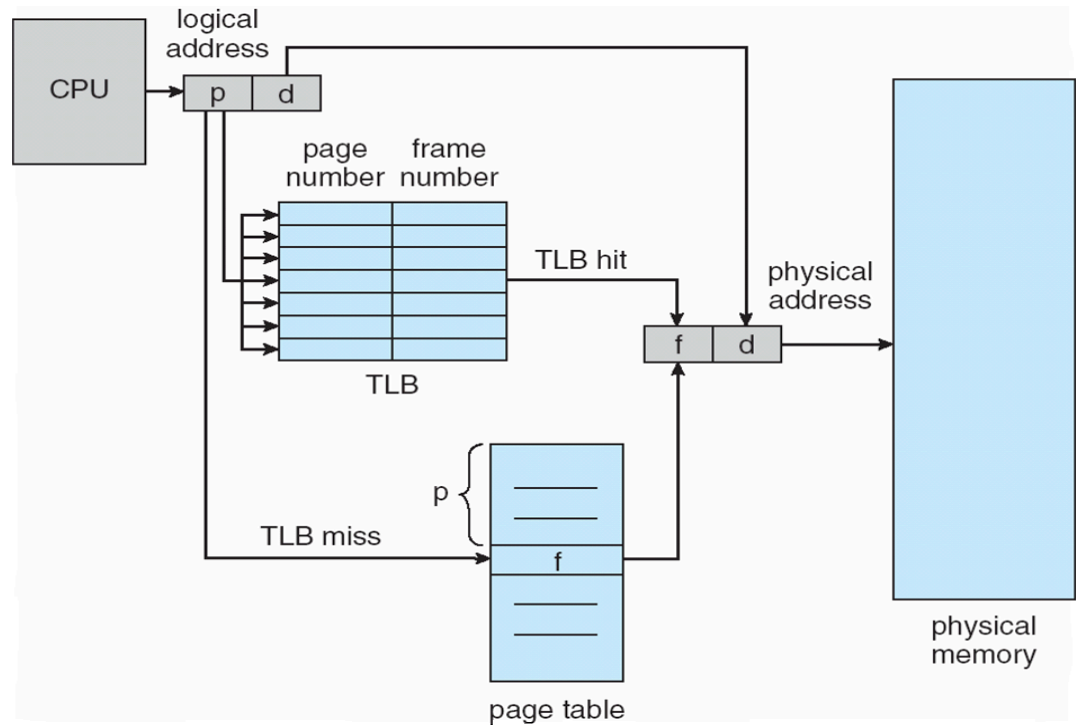 logical
address
CPU
p
d
page
number
frame
number
TLB hit
physical
address
f
d
TLB
p
TLB miss
f
physical
memory
page table